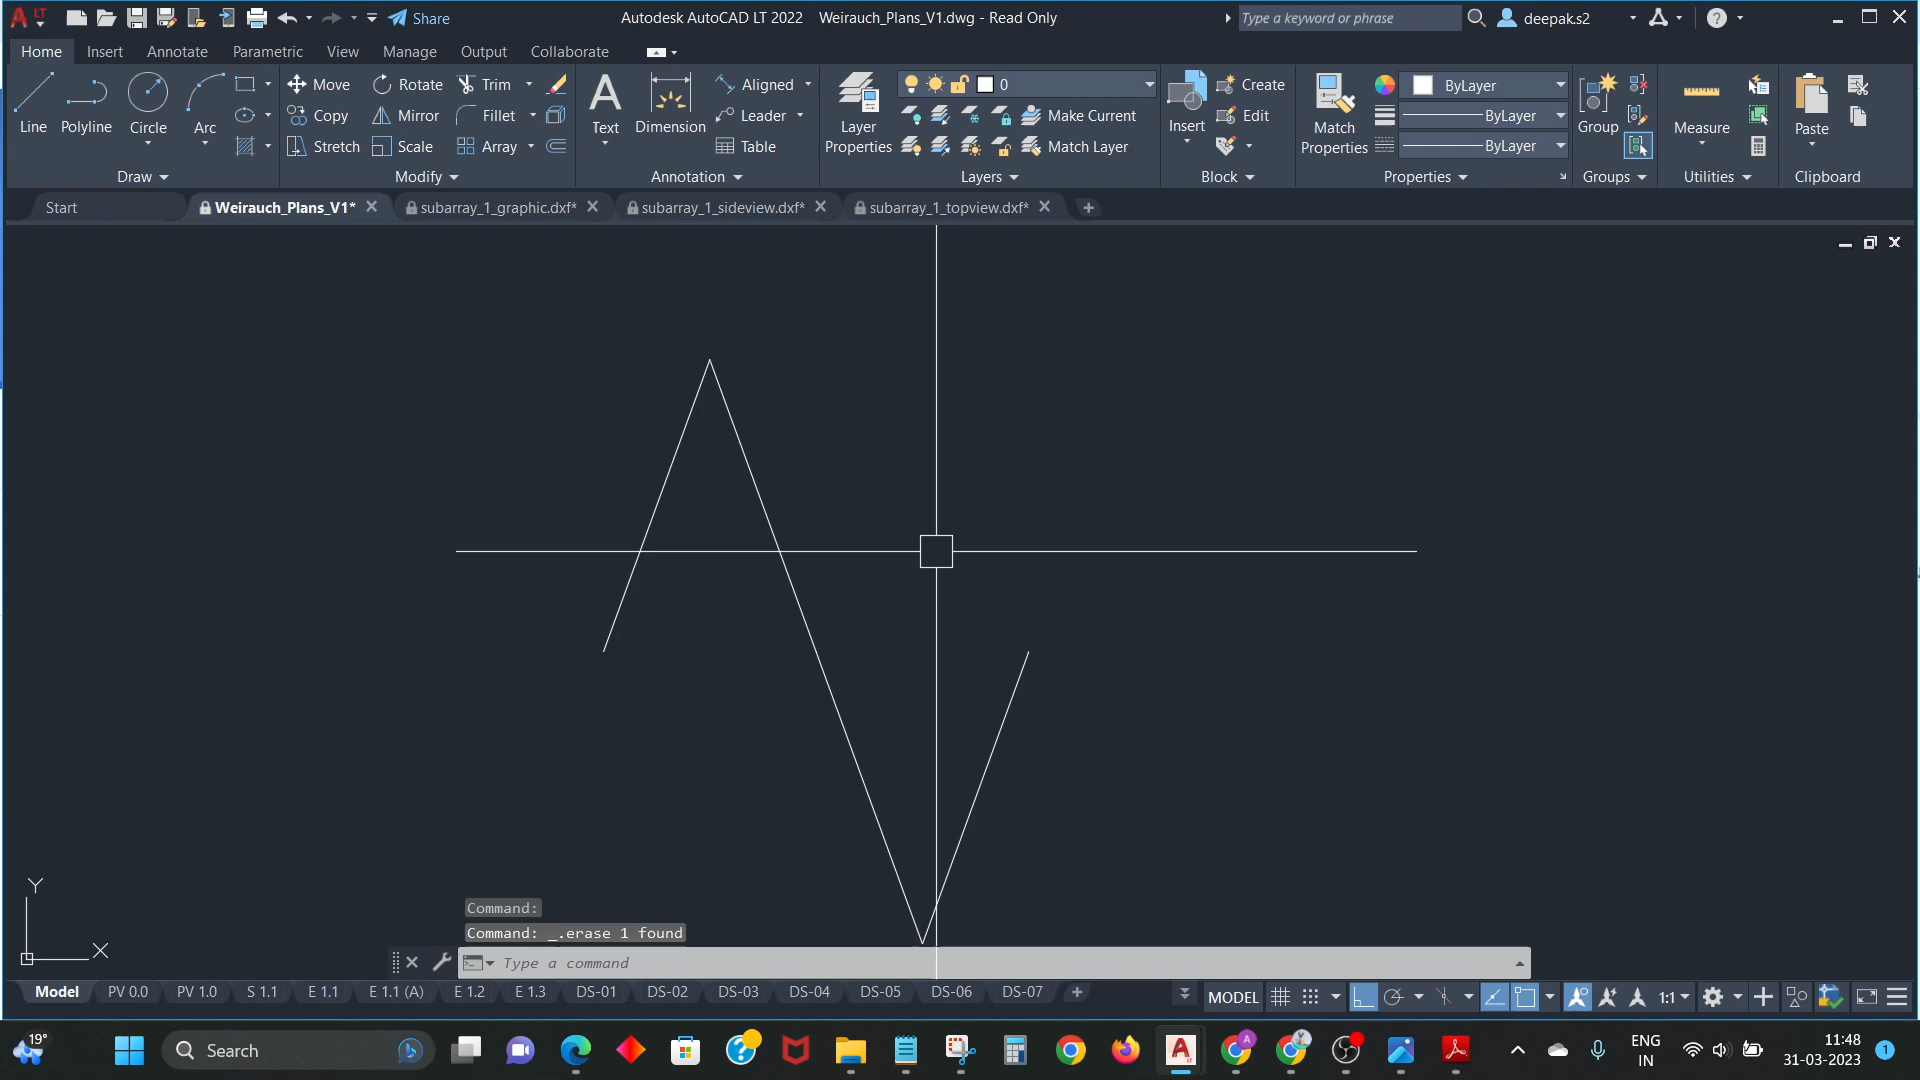 A LT Share Autodesk AutoCAD LT 2022 Weirauch_Plans_V1.dwg - Read Only Type a keyword or phrase deepak.s2 ?
Home Insert Annotate Parametric View Manage Output Collaborate
Line Polyline Circle Arc
Draw
Move Rotate Trim
Copy Mirror Fillet
Stretch Scale Array
Modify
Text Dimension
Aligned
Leader
Table
Annotation
Layer Properties
0
Make Current
Match Layer
Layers
Insert
Create
Edit
Block
Match Properties
ByLayer
ByLayer
ByLayer
Properties
Group
Groups
Measure
Utilities
Paste
Clipboard
Start Weirauch_Plans_V1* subarray_1_graphic.dxf* subarray_1_sideview.dxf* subarray_1_topview.dxf*
Y
X
Command:
Command: _.erase 1 found
Type a command
Model PV 0.0 PV 1.0 S 1.1 E 1.1 E 1.1 (A) E 1.2 E 1.3 DS-01 DS-02 DS-03 DS-04 DS-05 DS-06 DS-07 + MODEL 1:1
19° Search ENG 11:48
IN 31-03-2023 1